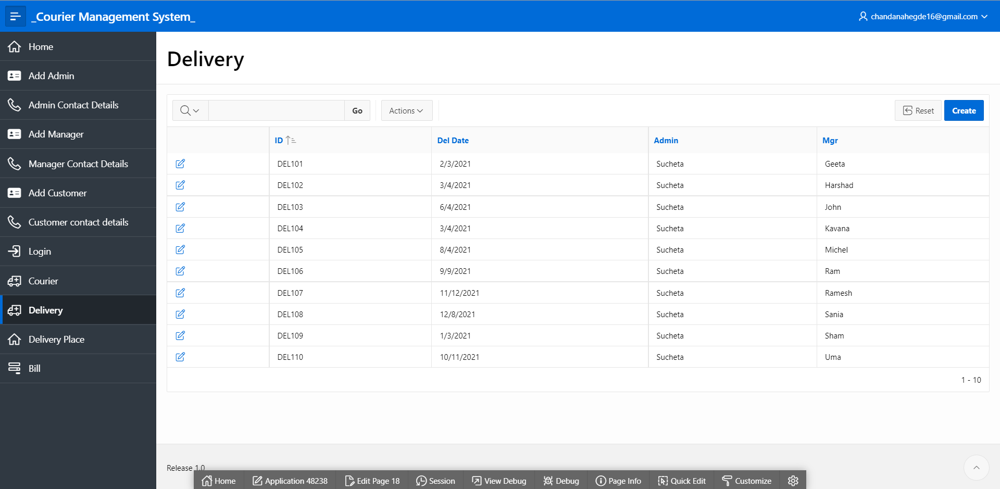 _Courier Management System_
chandanahegde16@gmail.com
Home
Add Admin
Admin Contact Details
Add Manager
Manager Contact Details
Add Customer
Customer contact details
Login
Courier
Delivery
Delivery Place
Bill
Delivery
Go Actions Reset Create
ID Del Date Admin Mgr
DEL101 2/3/2021 Sucheta Geeta
DEL102 3/4/2021 Sucheta Harshad
DEL103 6/4/2021 Sucheta John
DEL104 3/4/2021 Sucheta Kavana
DEL105 8/4/2021 Sucheta Michel
DEL106 9/9/2021 Sucheta Ram
DEL107 11/12/2021 Sucheta Ramesh
DEL108 12/8/2021 Sucheta Sania
DEL109 1/3/2021 Sucheta Sham
DEL110 10/11/2021 Sucheta Uma
1 - 10
Release 1.0
Home Application 48238 Edit Page 18 Session View Debug Debug Page Info Quick Edit Customize